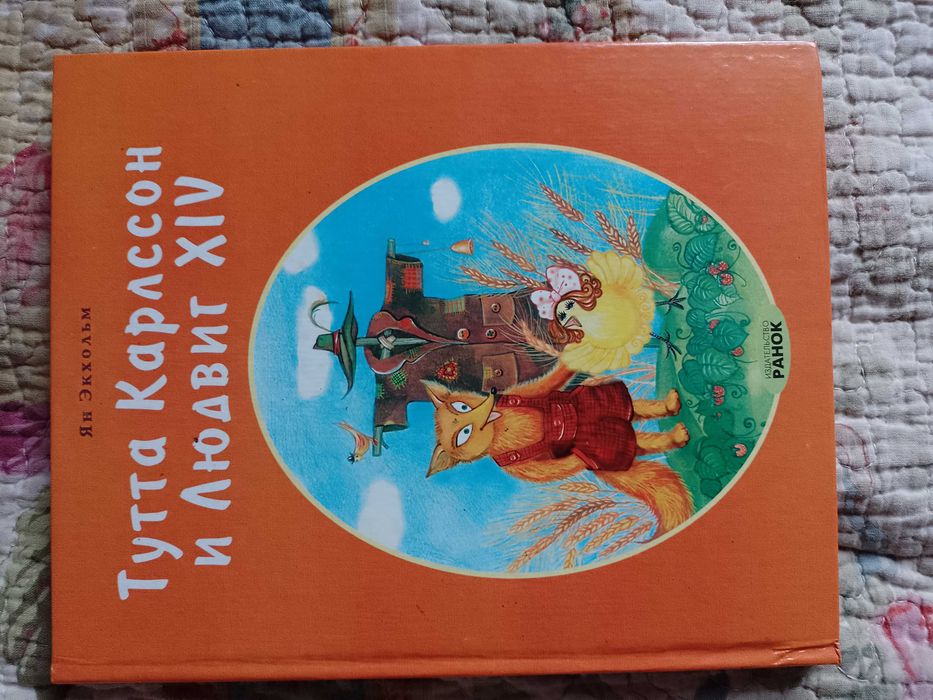 Ян Экхольм
Тутта Карлссон
и Людвиг XIV
ИЗДАТЕЛЬСТВО
РАНОК